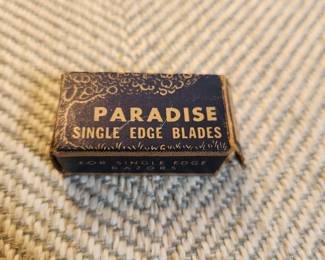 PARADISE
SINGLE EDGE BLADES
FOR SINGLE EDGE
RAZORS